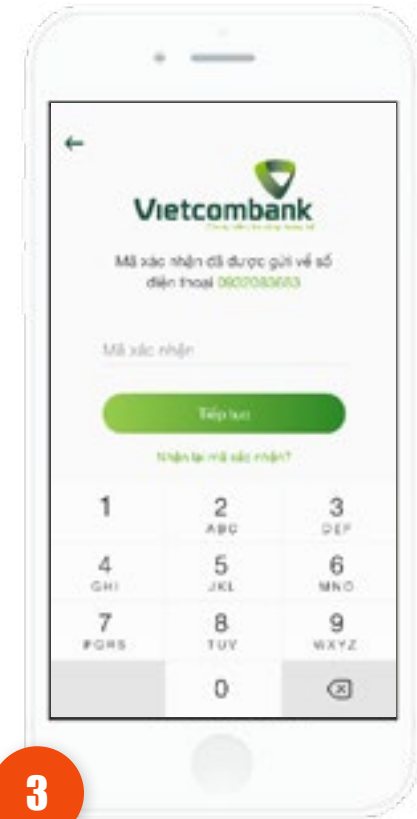 ←
Vietcombank
Mã xác nhận đã được gửi về số
điện thoại
Mã xác nhận
Tiếp tục
Nhận lại mã xác nhận?
1 2 3
ABC DEF
4 5 6
GHI JKL MNO
7 8 9
PQRS TUV WXYZ
0
3